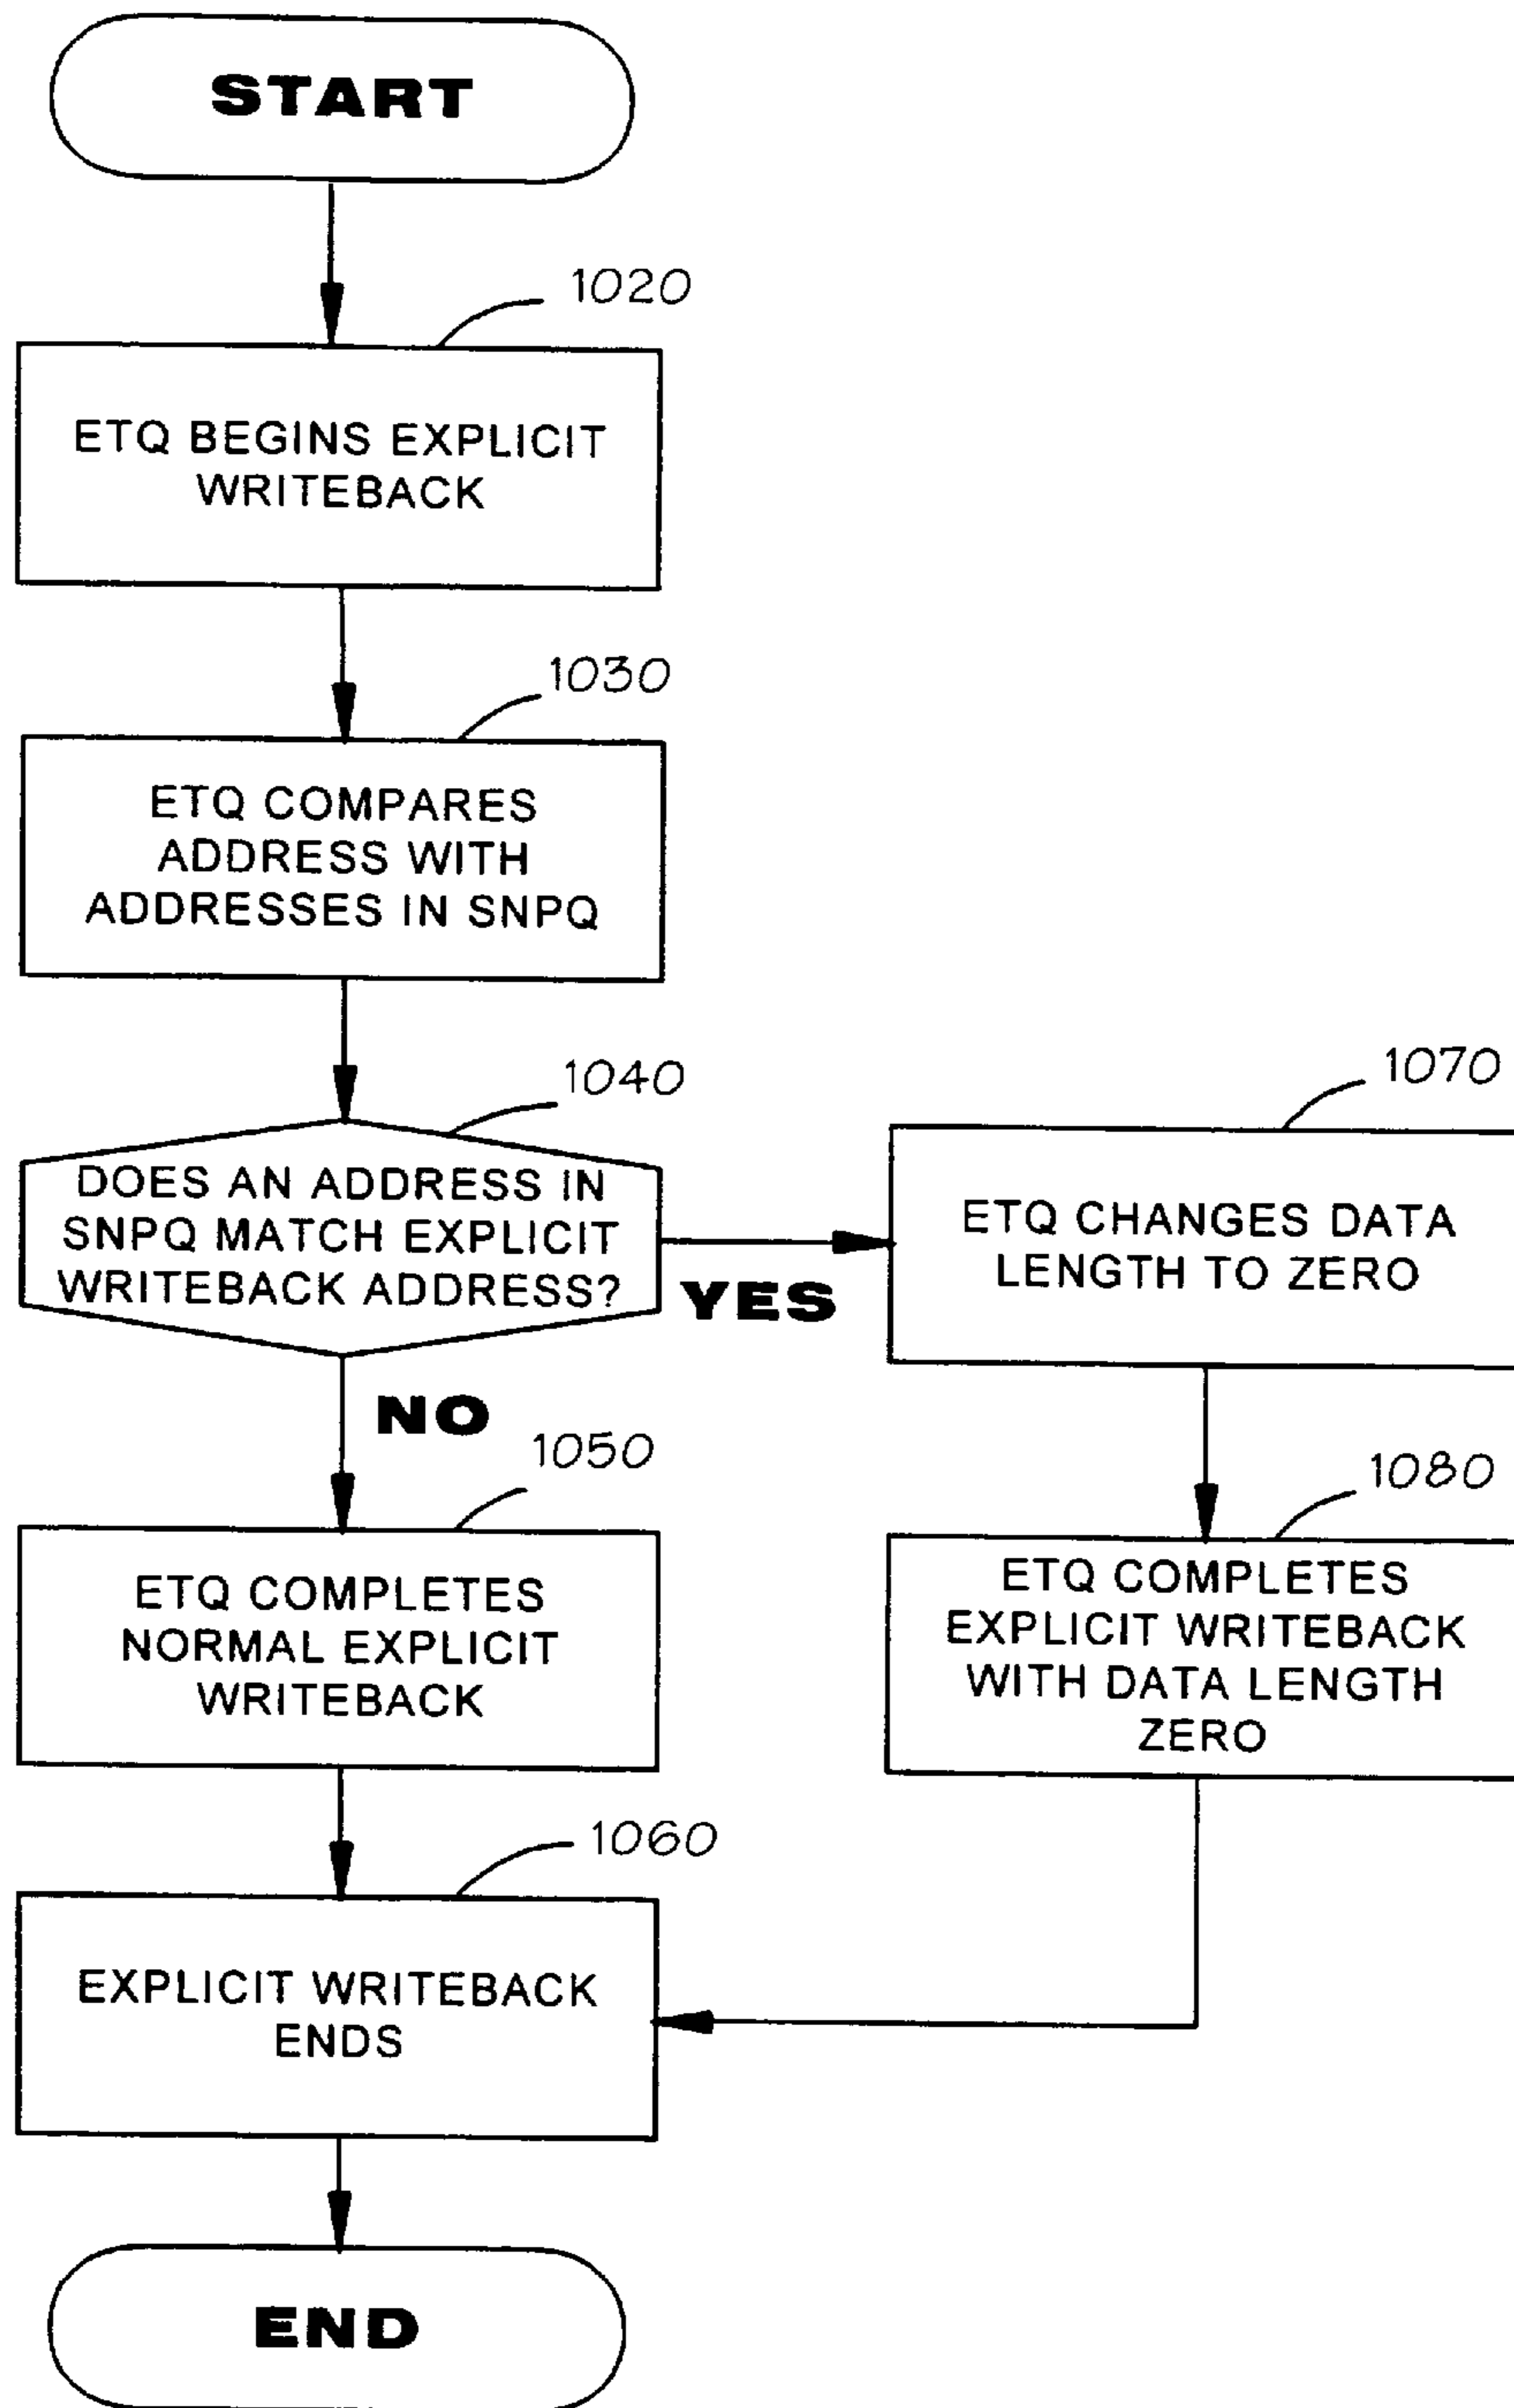 START
1020
ETQ BEGINS EXPLICIT
WRITEBACK
1030
ETQ COMPARES
ADDRESS WITH
ADDRESSES IN SNPQ
1040
DOES AN ADDRESS IN
SNPQ MATCH EXPLICIT
WRITEBACK ADDRESS?
YES
1070
ETQ CHANGES DATA
LENGTH TO ZERO
NO
1050
ETQ COMPLETES
NORMAL EXPLICIT
WRITEBACK
1080
ETQ COMPLETES
EXPLICIT WRITEBACK
WITH DATA LENGTH
ZERO
1060
EXPLICIT WRITEBACK
ENDS
END